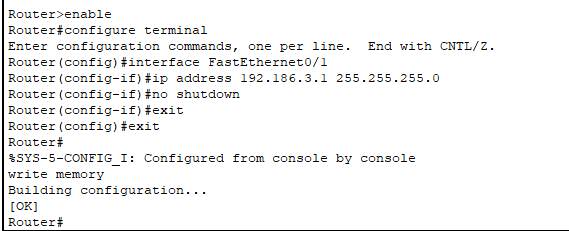 Router>enable
Router#configure terminal
Enter configuration commands, one per line.  End with CNTL/Z.
Router(config)#interface FastEthernet0/1
Router(config-if)#ip address 192.186.3.1 255.255.255.0
Router(config-if)#no shutdown
Router(config-if)#exit
Router(config)#exit
Router#
%SYS-5-CONFIG_I: Configured from console by console
write memory
Building configuration...
[OK]
Router#